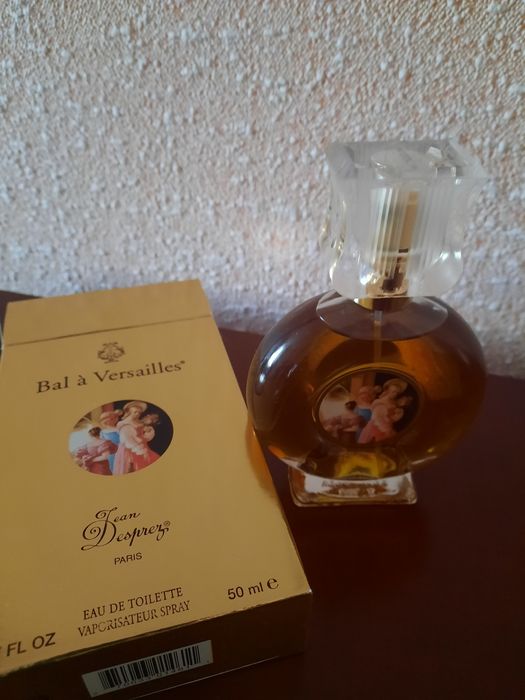 Bal à Versailles®
Jean
Desprez®
PARIS
EAU DE TOILETTE
VAPORISATEUR SPRAY
50 ml ℮
FL OZ